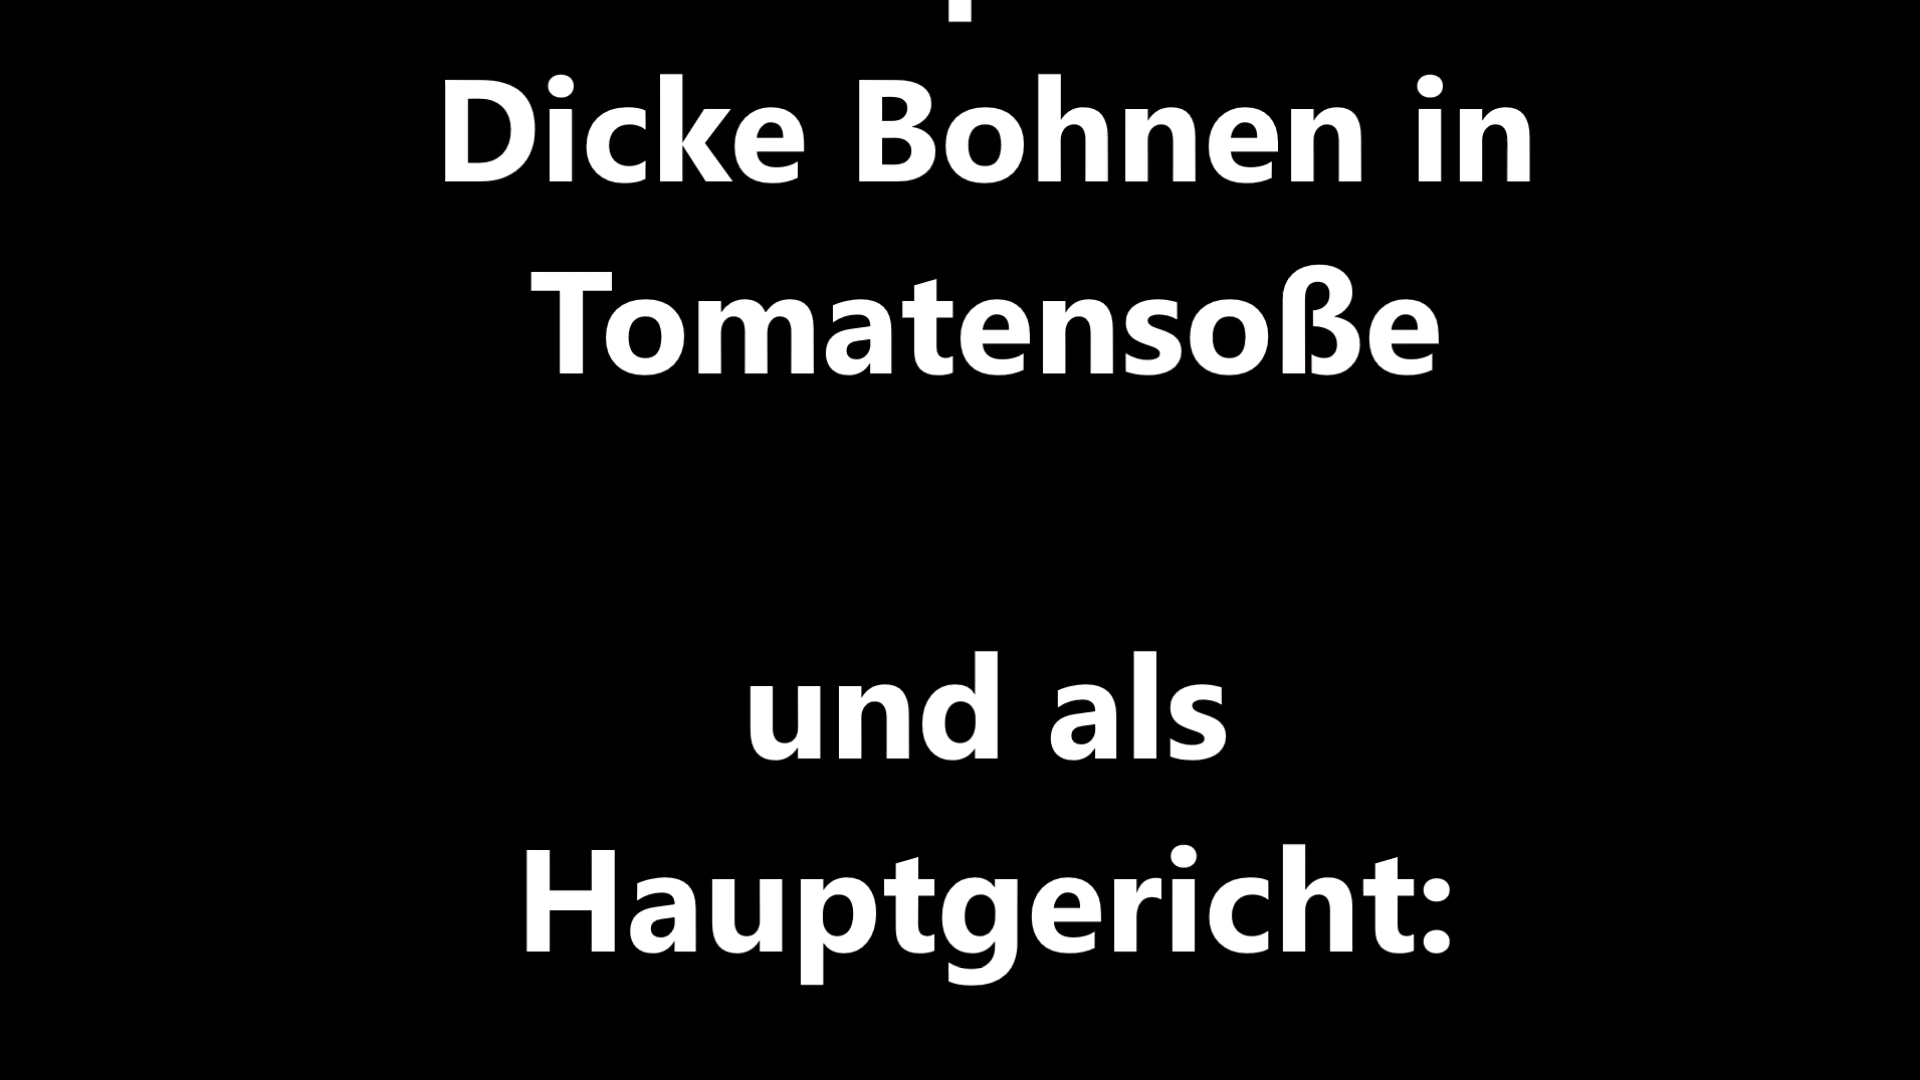 Dicke Bohnen in
Tomatensoße
und als
Hauptgericht: